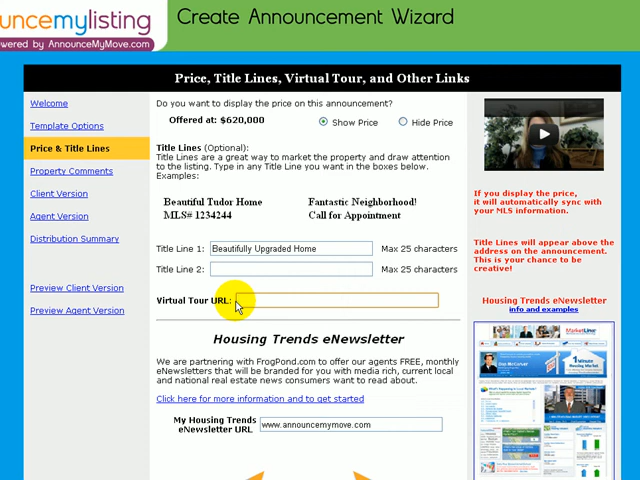 uncemylisting
wered by AnnounceMyMove.com
Create Announcement Wizard
Price, Title Lines, Virtual Tour, and Other Links
Welcome
Template Options
Price & Title Lines
Property Comments
Client Version
Agent Version
Distribution Summary
Preview Client Version
Preview Agent Version
Do you want to display the price on this announcement?
Offered at: $620,000
Show Price
Hide Price
Title Lines (Optional):
Title Lines are a great way to market the property and draw attention
to the listing. Type in any Title Line you want in the boxes below.
Examples:
Beautiful Tudor Home
Fantastic Neighborhood!
MLS# 1234244
Call for Appointment
Title Line 1: Beautifully Upgraded Home Max 25 characters
Title Line 2: Max 25 characters
Virtual Tour URL:
Housing Trends eNewsletter
We are partnering with FrogPond.com to offer our agents FREE, monthly
eNewsletters that will be branded for you with media rich, current local
and national real estate news consumers want to read about.
Click here for more information and to get started
My Housing Trends
eNewsletter URL
www.announcemymove.com
If you display the price,
it will automatically sync with
your MLS information.
Title Lines will appear above the
address on the announcement.
This is your chance to be
creative!
Housing Trends eNewsletter
info and examples
MarketLinx
1 Minute
Housing Market